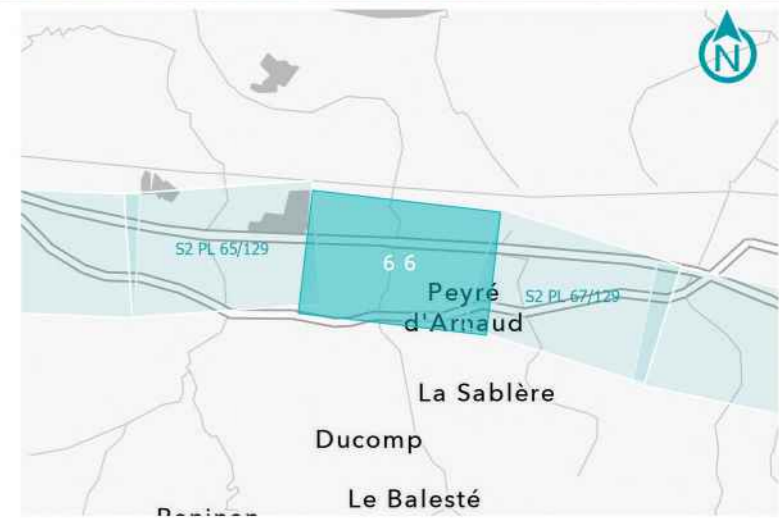 N
S2 PL 65/129
6 6
Peyré
d'Arnaud
S2 PL 67/129
La Sablère
Ducomp
Le Balesté